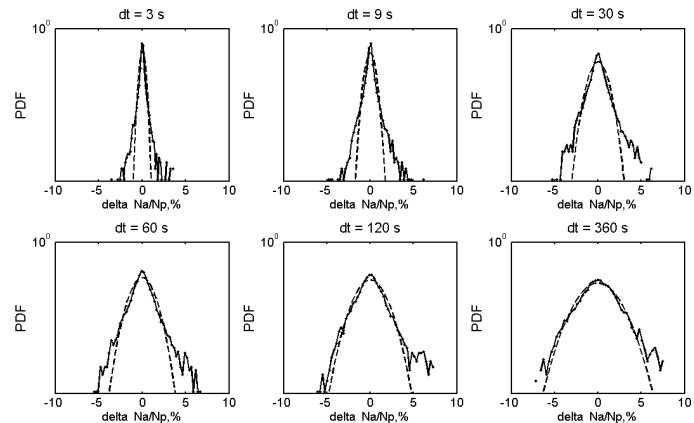 dt = 3 s
dt = 9 s
dt = 30 s
10^0
10^0
10^0
PDF
PDF
PDF
-10 -5 0 5 10
-10 -5 0 5 10
-10 -5 0 5 10
delta Na/Np,%
delta Na/Np,%
delta Na/Np,%
dt = 60 s
dt = 120 s
dt = 360 s
10^0
10^0
10^0
PDF
PDF
PDF
-10 -5 0 5 10
-10 -5 0 5 10
-10 -5 0 5 10
delta Na/Np,%
delta Na/Np,%
delta Na/Np,%